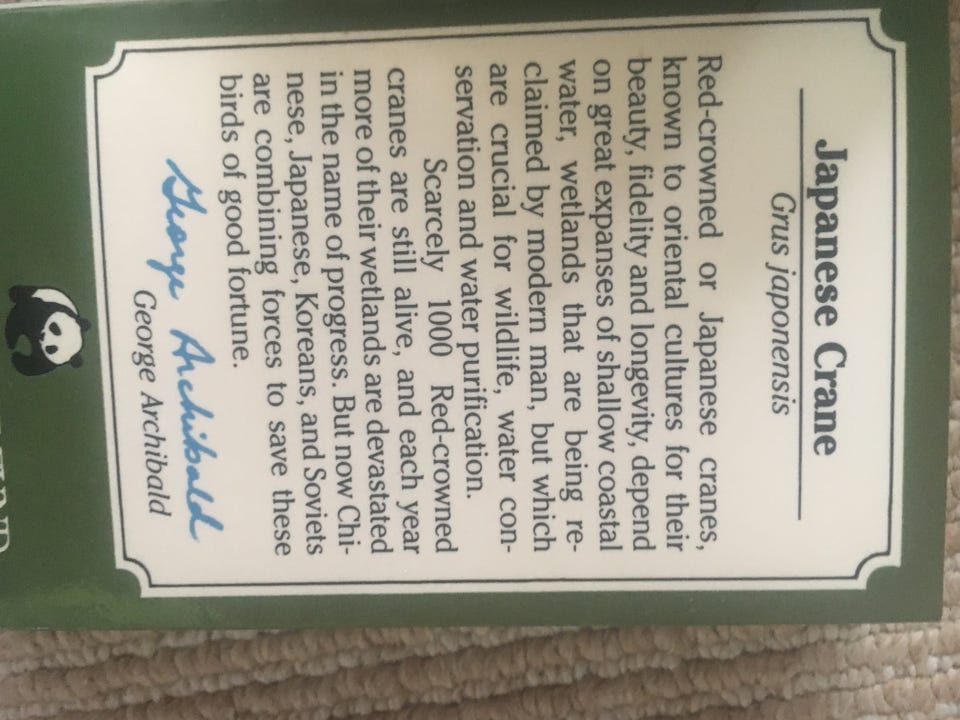 Japanese Crane
Grus japonensis
Red-crowned or Japanese cranes,
known to oriental cultures for their
beauty, fidelity and longevity, depend
on great expanses of shallow coastal
water, wetlands that are being re-
claimed by modern man, but which
are crucial for wildlife, water con-
servation and water purification.
Scarcely 1000 Red-crowned
cranes are still alive, and each year
more of their wetlands are devastated
in the name of progress. But now Chi-
nese, Japanese, Koreans, and Soviets
are combining forces to save these
birds of good fortune.
George Archibald
George Archibald